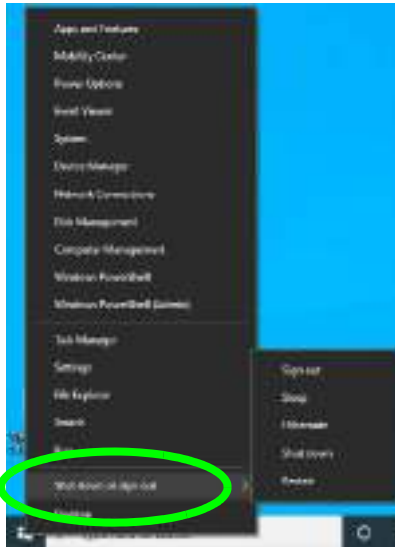 Apps and Features
Mobility Center
Power Options
Event Viewer
System
Device Manager
Network Connections
Disk Management
Computer Management
Windows PowerShell
Windows PowerShell (Admin)
Task Manager
Settings
File Explorer
Search
Run
Shut down or sign out
Desktop
Sign out
Sleep
Hibernate
Shut down
Restart